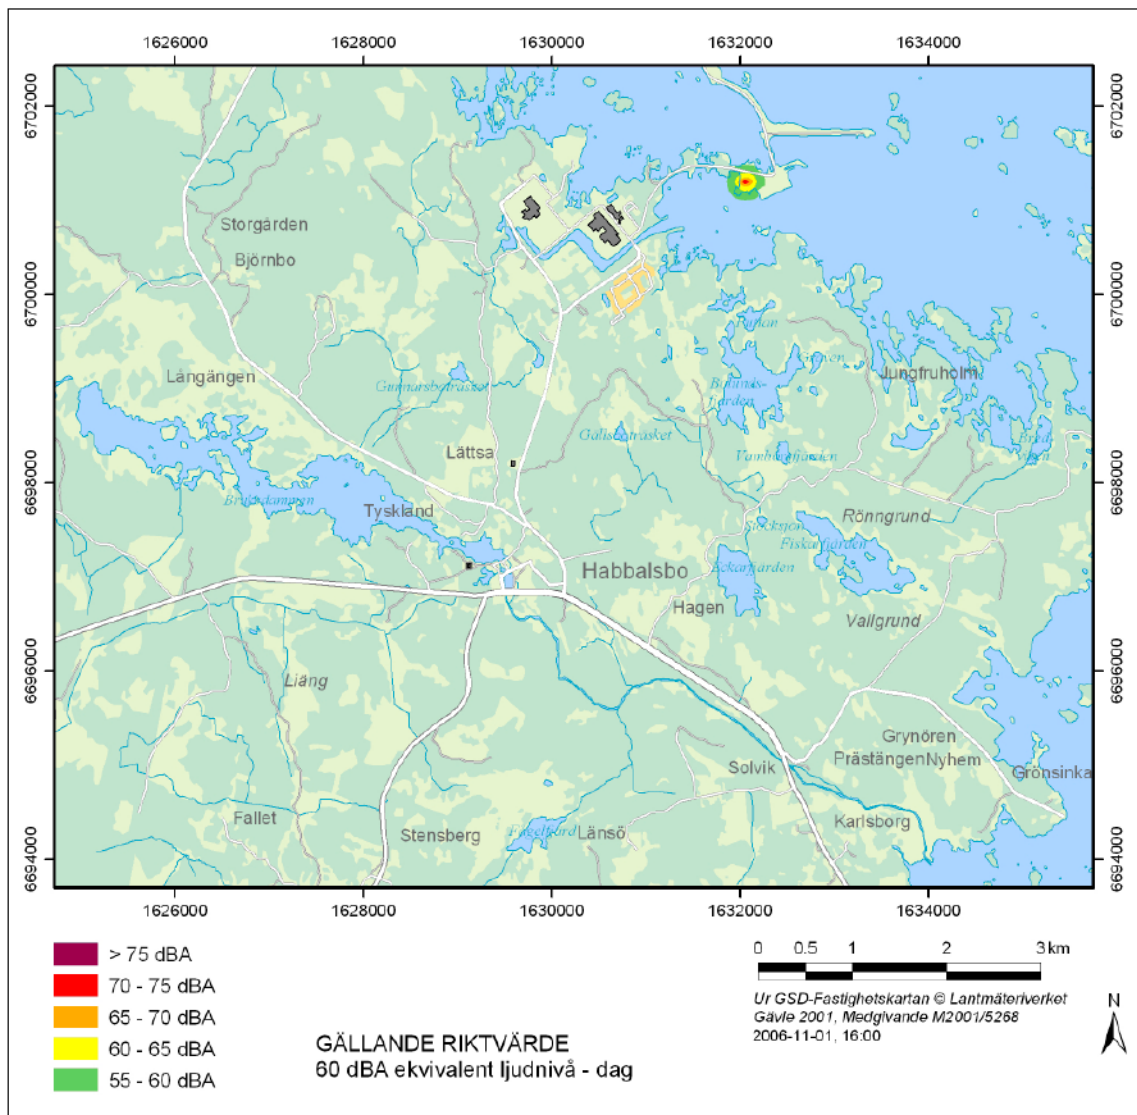 1626000 1628000 1630000 1632000 1634000
6702000 6702000
Storgården
Björnbo
6700000 6700000
Långängen
Gunnarsboträsket
Jungfruholm
Lättsa
6698000 6698000
Tyskland
Rönngrund
Fiskarfjärden
Eckarfjärden
Habbalsbo
Hagen
Vallgrund
6696000 6696000
Liäng
Grynören
Solvik
Prästängen Nyhem
Grönsinka
Fallet
Stensberg
Länsö
Karlsborg
6694000 6694000
1626000 1628000 1630000 1632000 1634000
> 75 dBA
70 - 75 dBA
65 - 70 dBA
60 - 65 dBA
55 - 60 dBA
GÄLLANDE RIKTVÄRDE
60 dBA ekvivalent ljudnivå - dag
0 0.5 1 2 3 km
Ur GSD-Fastighetskartan © Lantmäteriverket
Gävle 2001, Medgivande M2001/5268
2006-11-01, 16:00
N